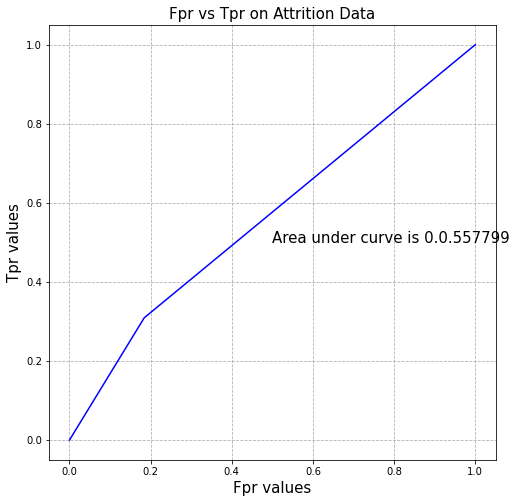 Fpr vs Tpr on Attrition Data
1.0
0.8
0.6
Area under curve is 0.0.557799
Tpr values
0.4
0.2
0.0
0.0 0.2 0.4 0.6 0.8 1.0
Fpr values